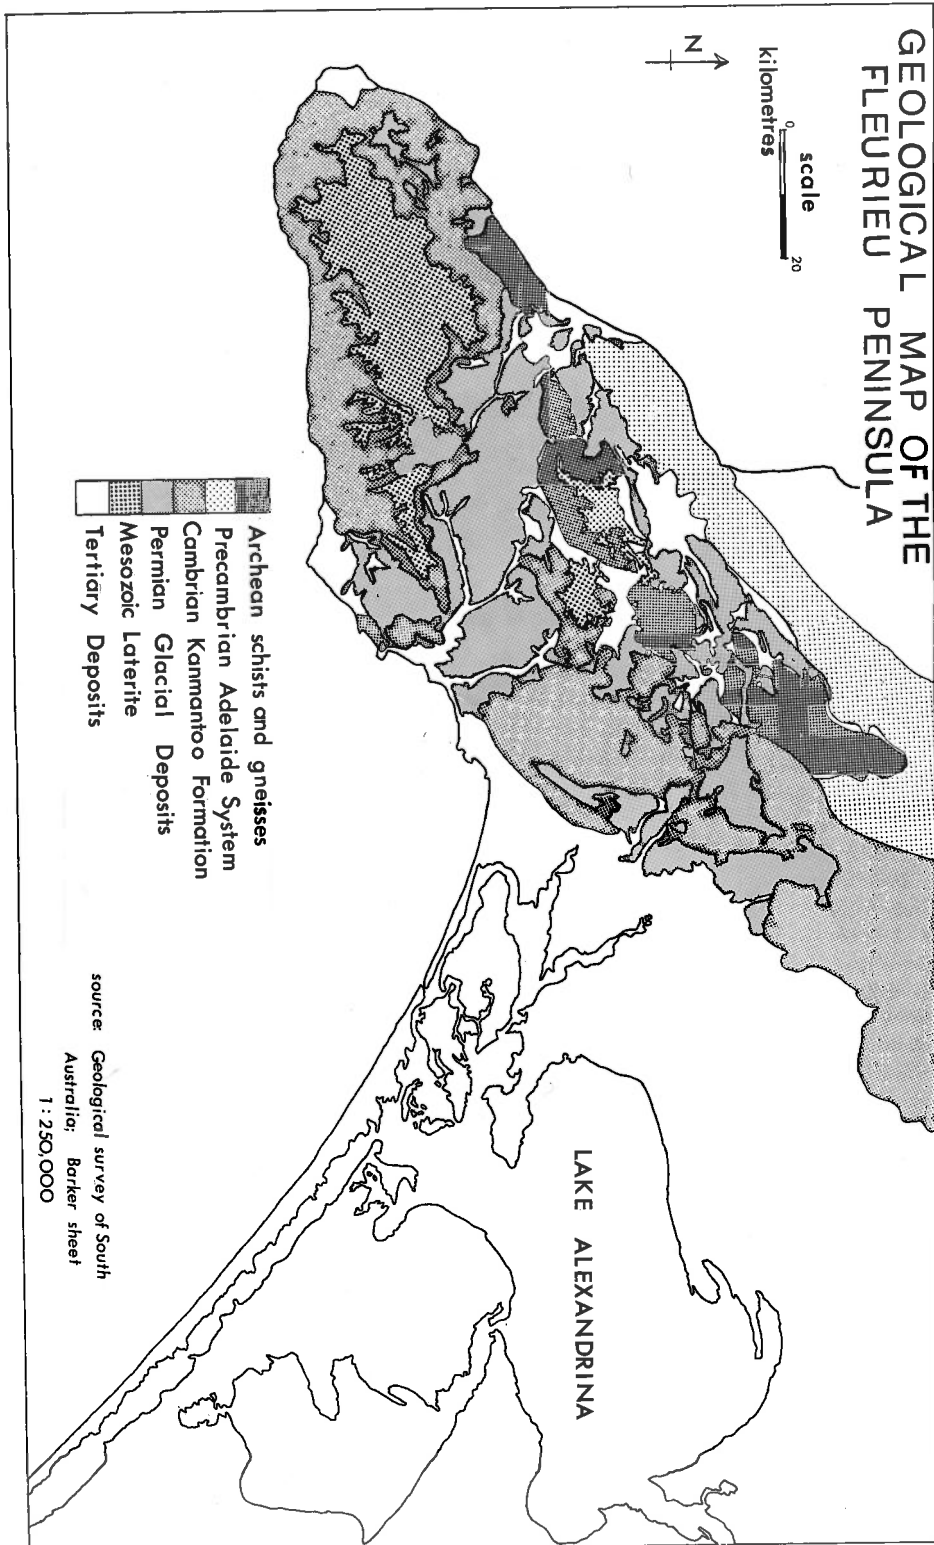 GEOLOGICAL MAP OF THE
FLEURIEU PENINSULA
scale
0 20
kilometres
N
LAKE ALEXANDRINA
Archean schists and gneisses
Precambrian Adelaide System
Cambrian Kanmantoo Formation
Permian Glacial Deposits
Mesozoic Laterite
Tertiary Deposits
source: Geological survey of South
Australia; Barker sheet
1:250,000